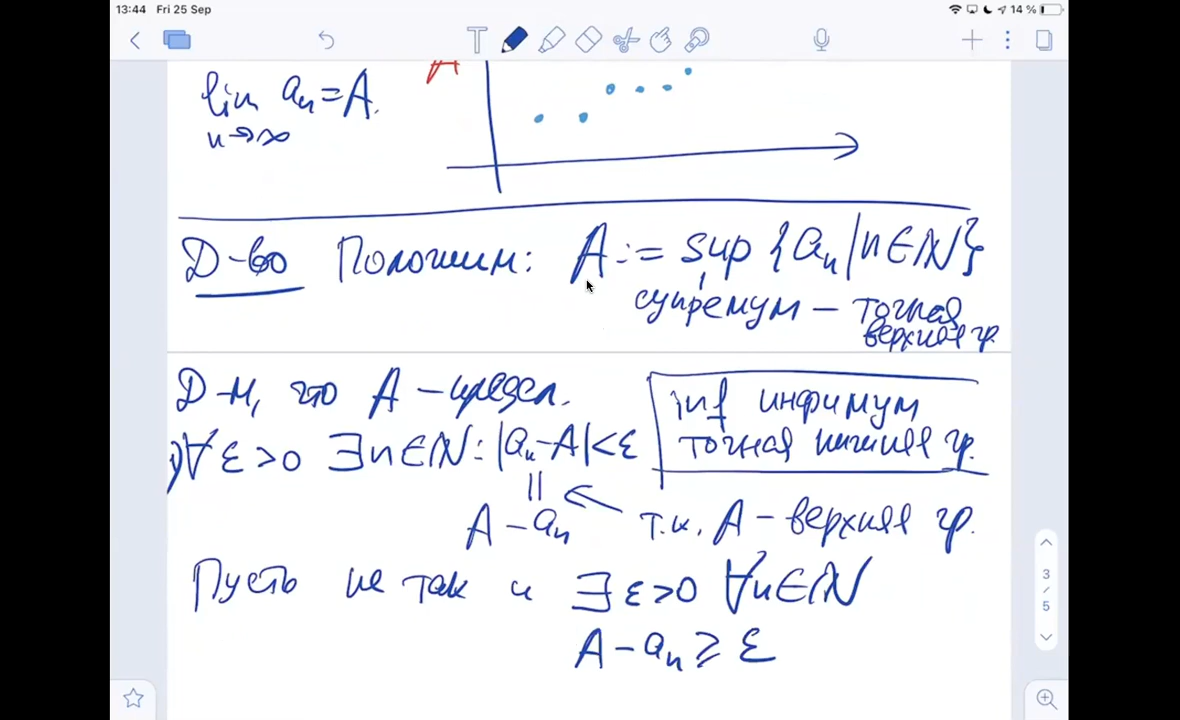 13:44 Fri 25 Sep
14 %
T
lim aₙ = A.
n→∞
A
Д-во Положим: A := sup {aₙ | n∈ℕ}
супремум – точная
верхняя гр.
Д-м, что A – предел.
inf инфимум
точная нижняя гр.
1) ∀ ε>0 ∃n∈ℕ: |aₙ-A|<ε
||
A – aₙ
т.к. A – верхняя гр.
Пусть не так и ∃ ε>0 ∀n∈ℕ
A – aₙ ⩾ ε
3
/
5